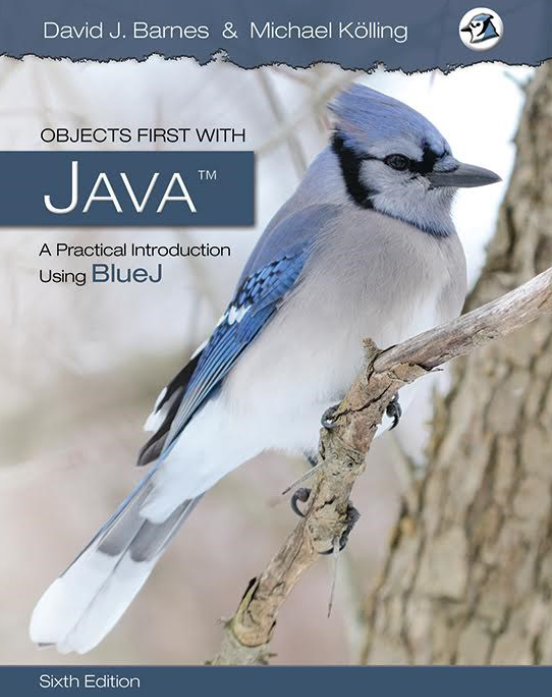 David J. Barnes & Michael Kölling
OBJECTS FIRST WITH
JAVA™
A Practical Introduction
Using BlueJ
Sixth Edition